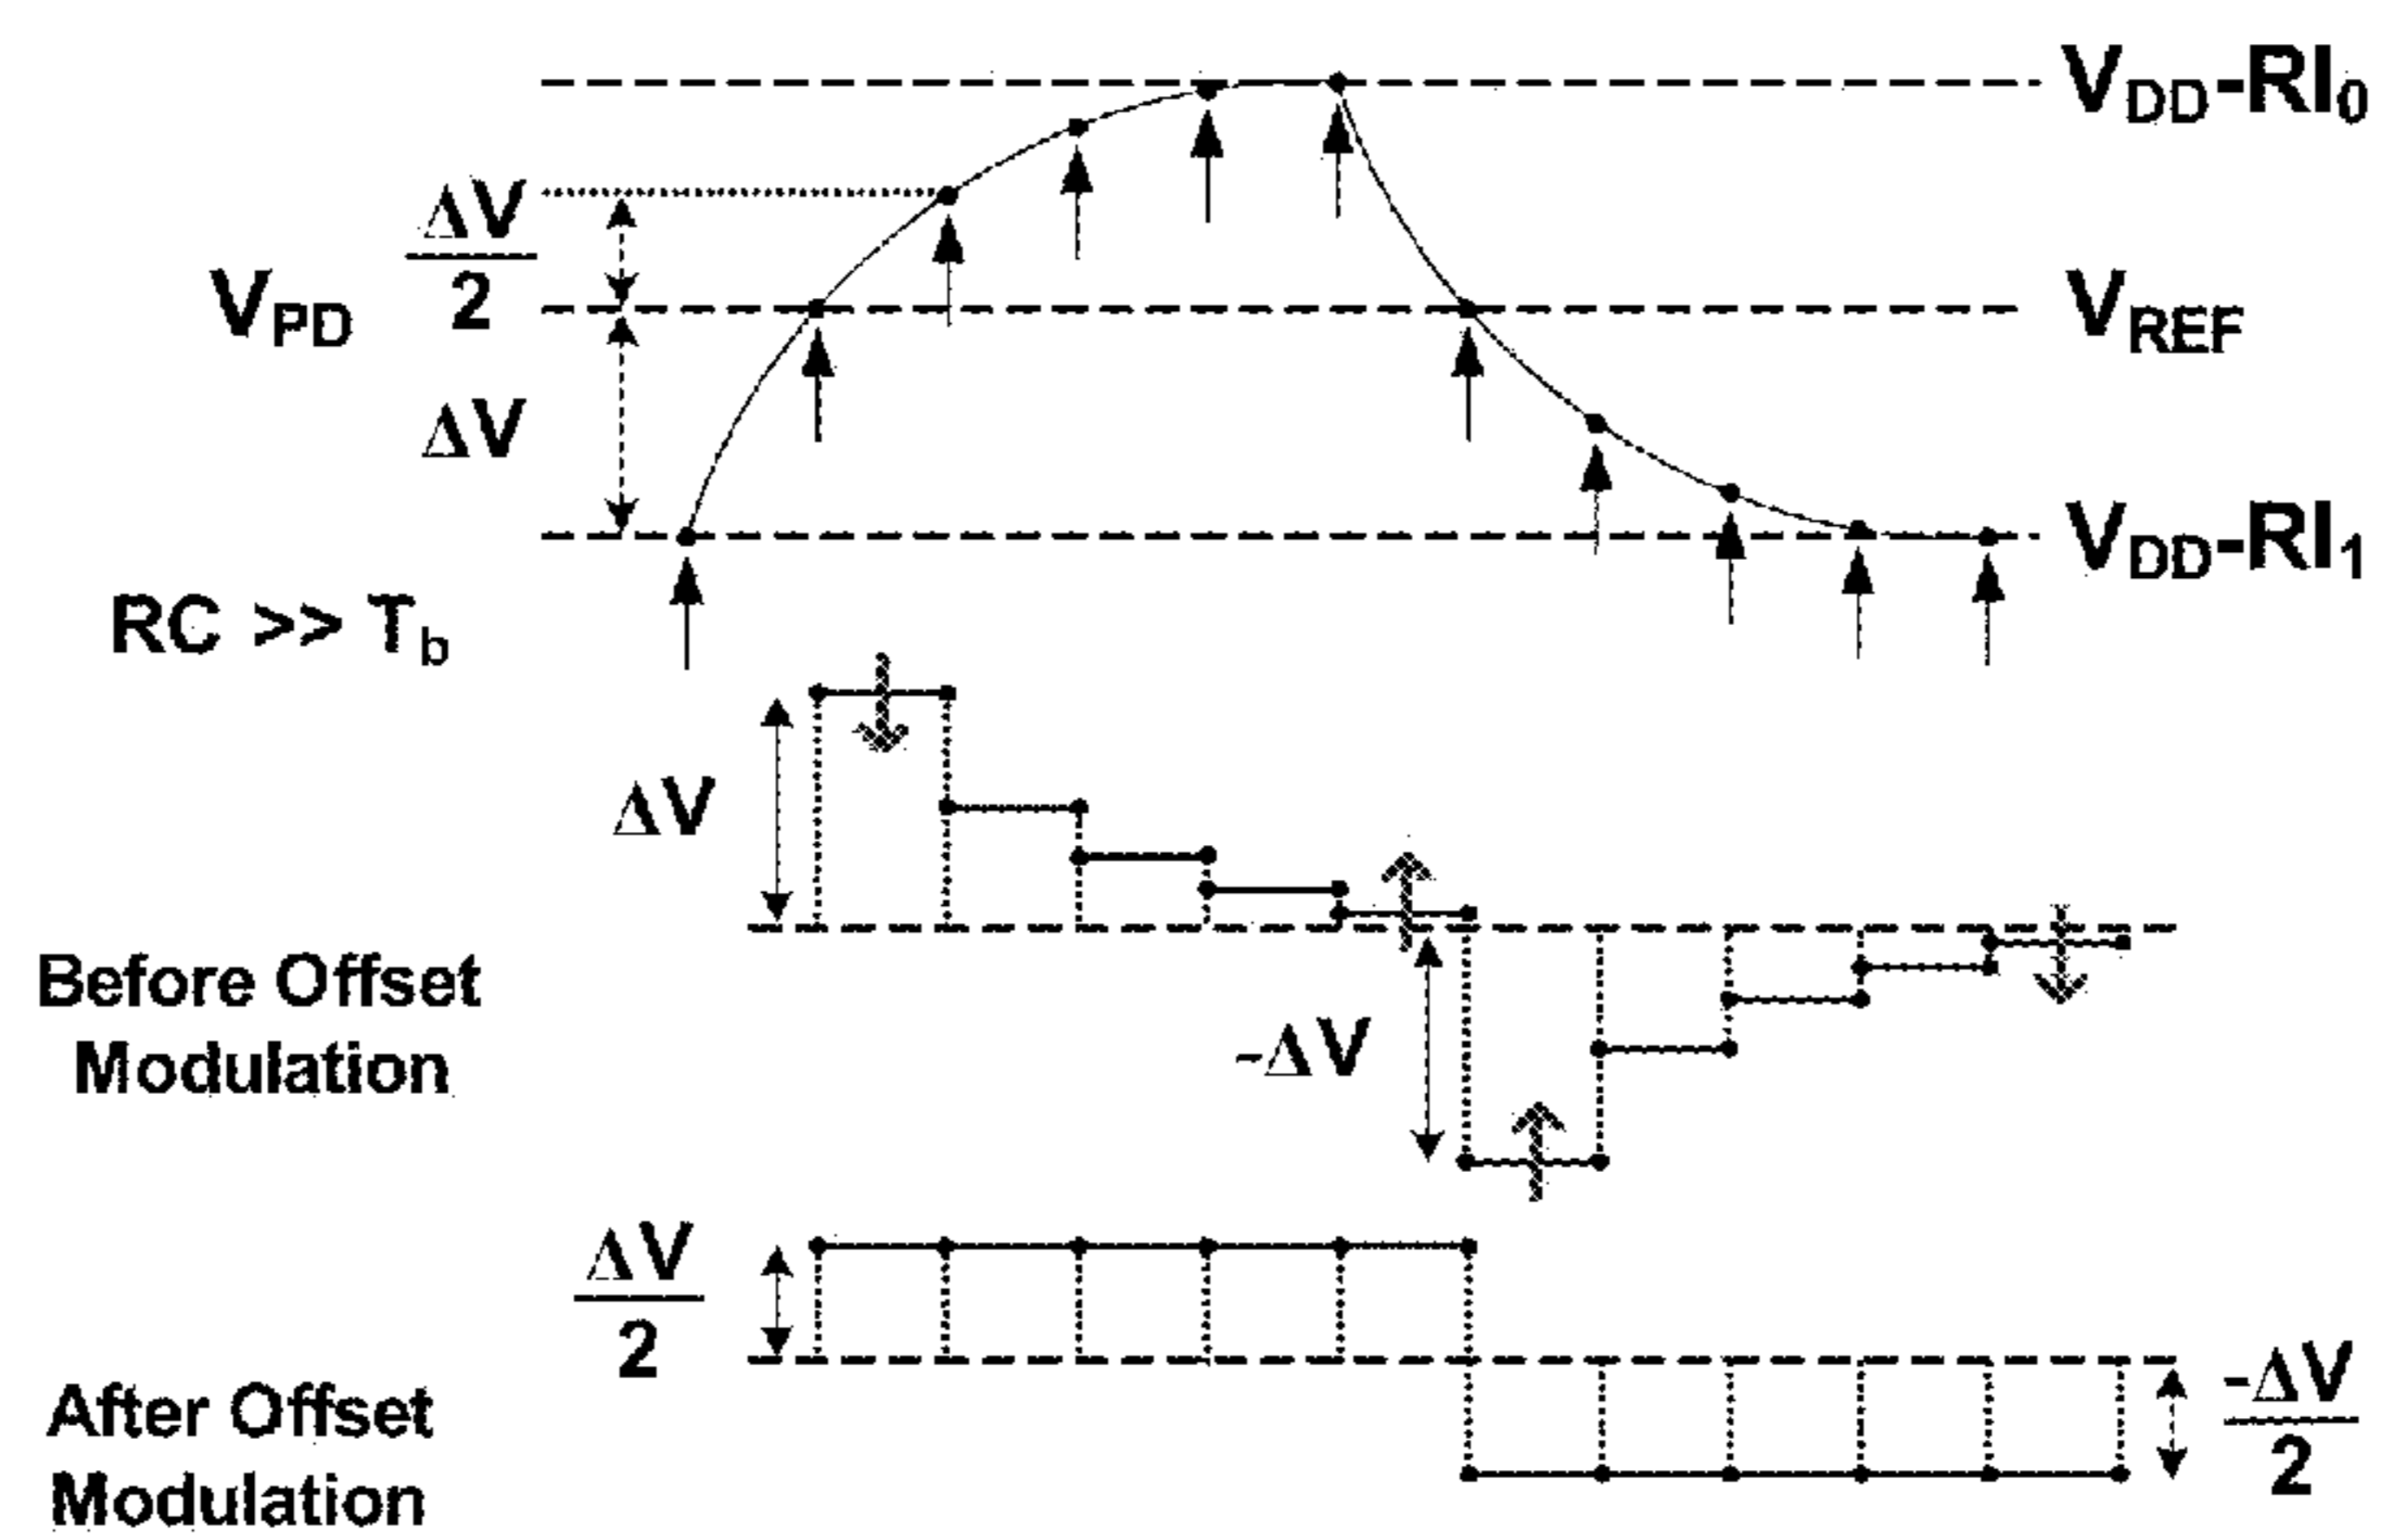 V_DD-RI_0
ΔV
2
V_PD
V_REF
ΔV
V_DD-RI_1
RC >> T_b
ΔV
Before Offset
Modulation
-ΔV
ΔV
2
After Offset
Modulation
-ΔV
2